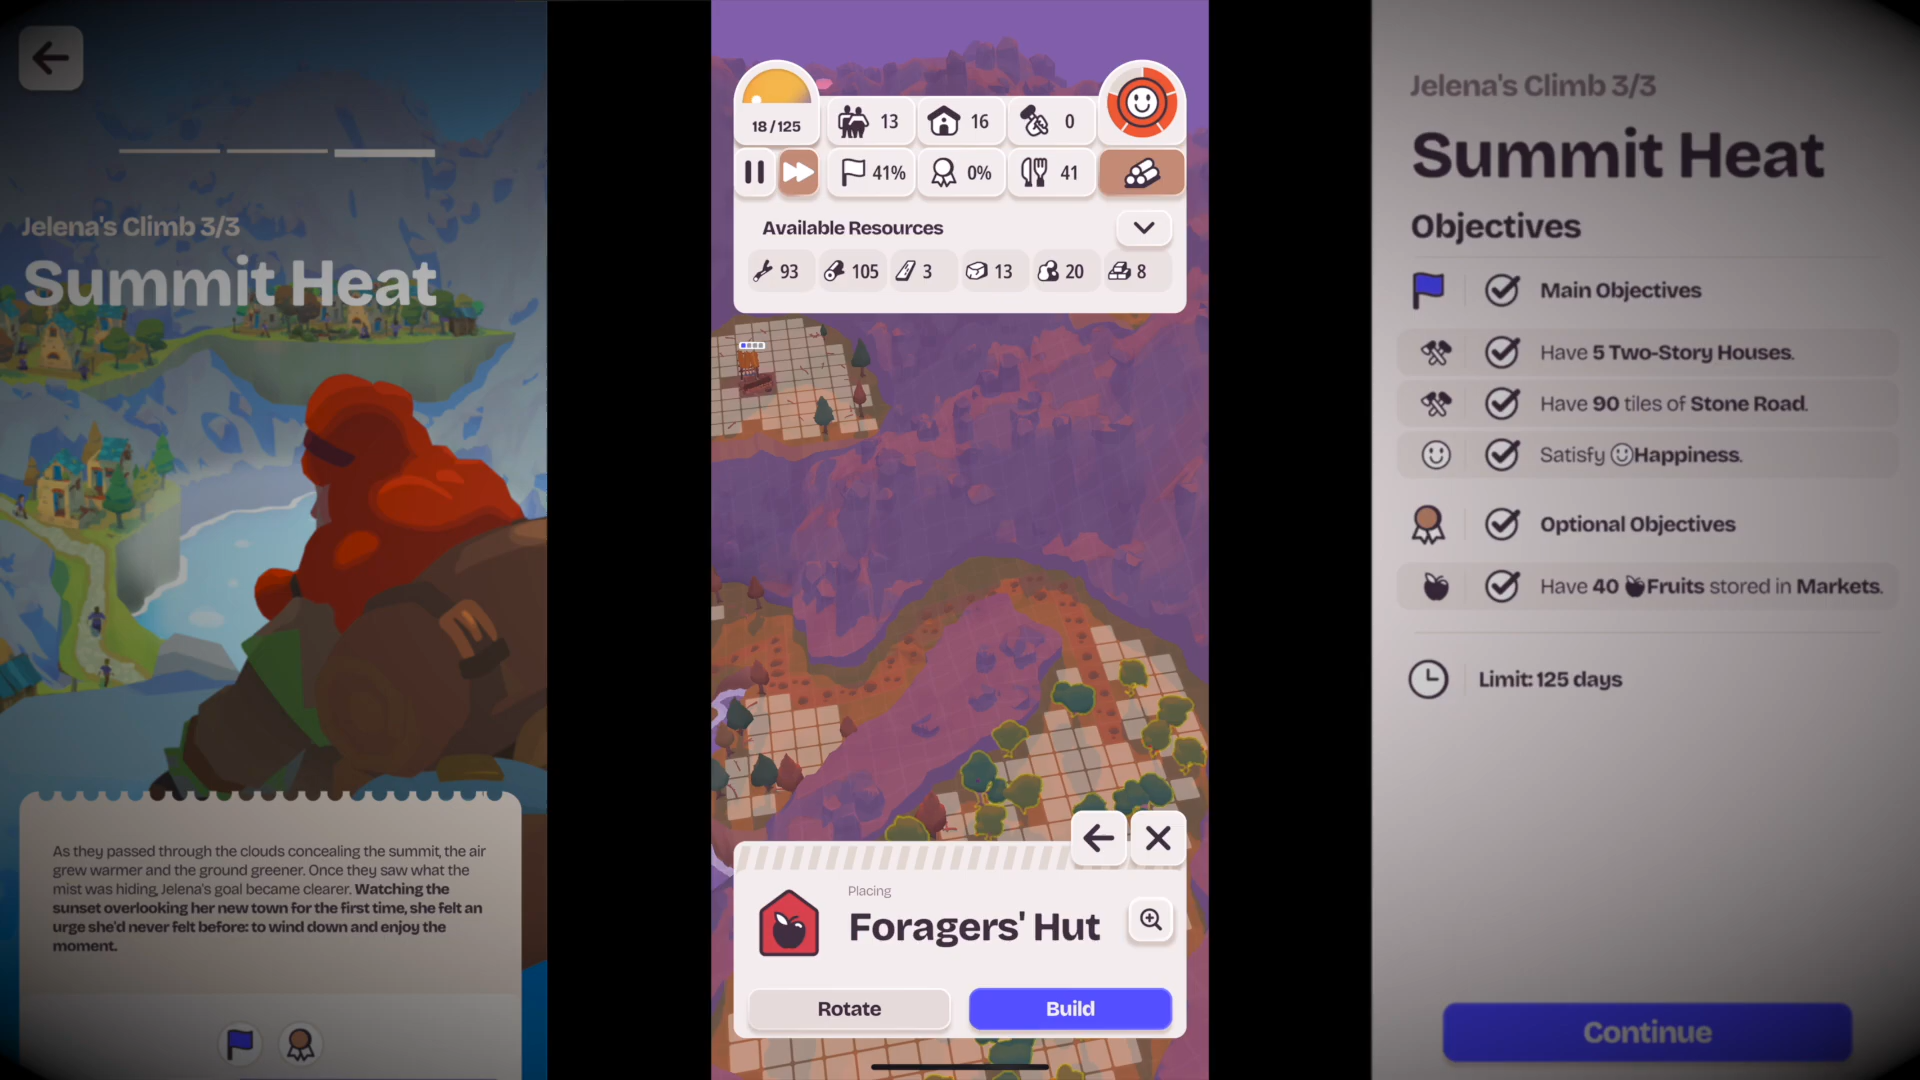 Jelena's Climb 3/3
Summit Heat
As they passed through the clouds concealing the summit, the air
grew warmer and the ground greener. Once they saw what the
mist was hiding, Jelena's goal became clearer. Watching the
sunset overlooking her new town for the first time, she felt an
urge she'd never felt before: to wind down and enjoy the
moment.
18 / 125
13
16
0
41%
0%
41
Available Resources
93
105
3
13
20
8
Placing
Foragers' Hut
Rotate
Build
Jelena's Climb 3/3
Summit Heat
Objectives
Main Objectives
Have 5 Two-Story Houses.
Have 90 tiles of Stone Road.
Satisfy Happiness.
Optional Objectives
Have 40 Fruits stored in Markets.
Limit: 125 days
Continue